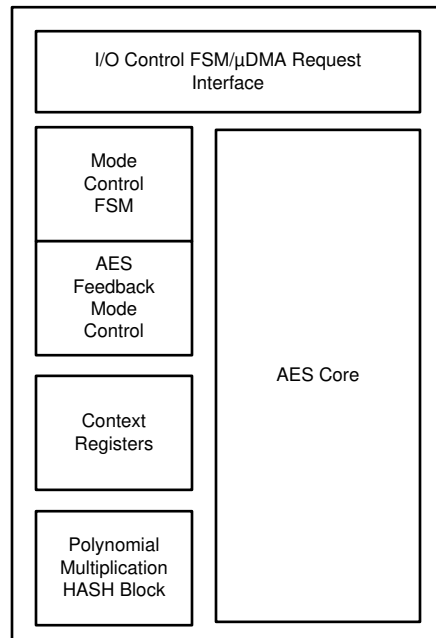 I/O Control FSM/µDMA Request
Interface
Mode
Control
FSM
AES
Feedback
Mode
Control
AES Core
Context
Registers
Polynomial
Multiplication
HASH Block